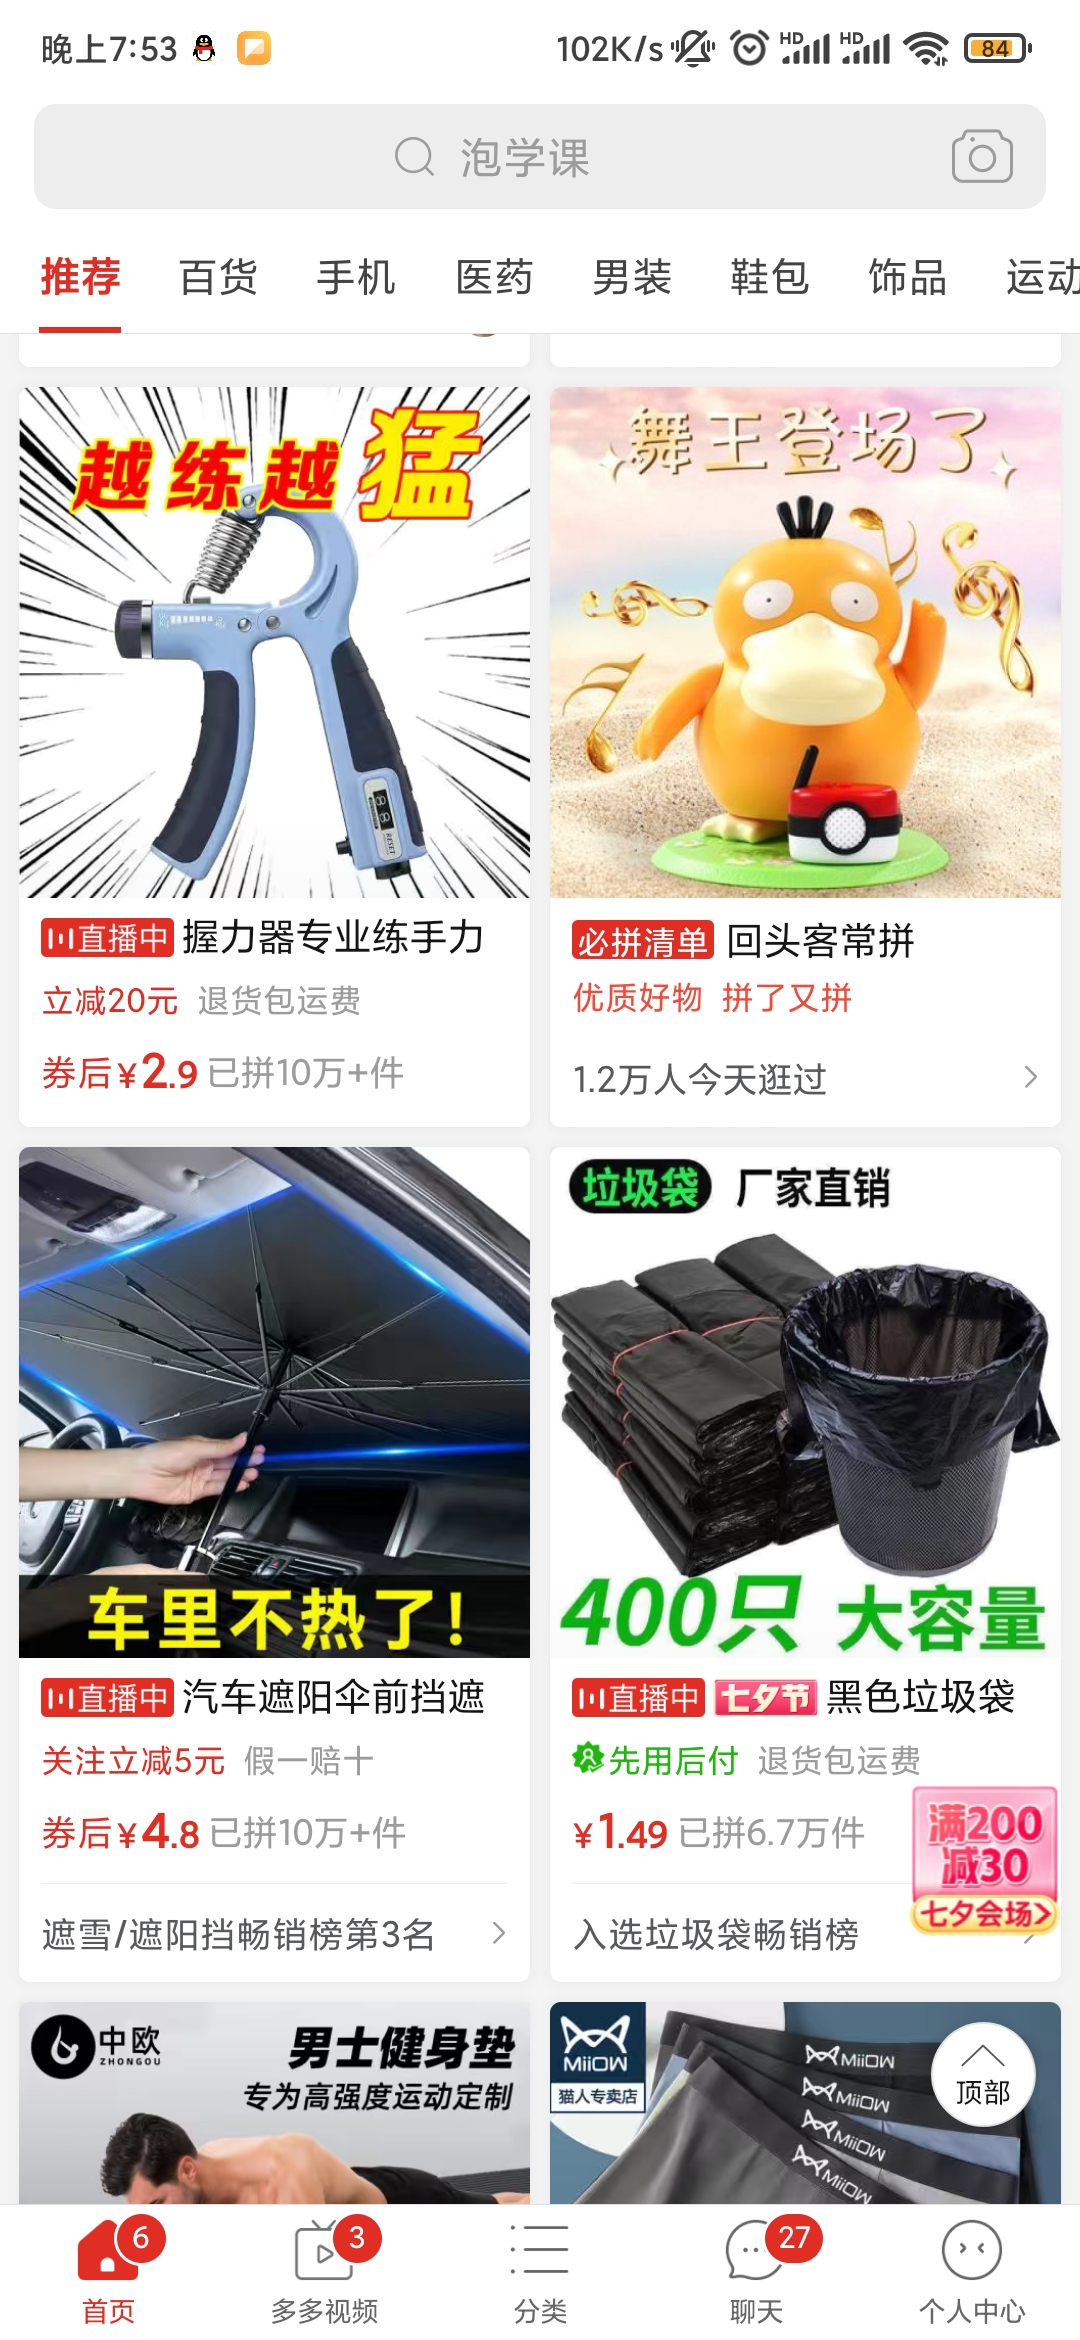 晚上7:53
102K/s HD HD 84
泡学课
推荐 百货 手机 医药 男装 鞋包 饰品 运动
越练越猛
RESET
舞王登场了
直播中 握力器专业练手力
立减20元 退货包运费
券后¥2.9 已拼10万+件
必拼清单 回头客常拼
优质好物 拼了又拼
1.2万人今天逛过
车里不热了!
垃圾袋 厂家直销
400只 大容量
直播中 汽车遮阳伞前挡遮
关注立减5元 假一赔十
券后¥4.8 已拼10万+件
遮雪/遮阳挡畅销榜第3名
直播中 七夕节 黑色垃圾袋
先用后付 退货包运费
¥1.49 已拼6.7万件
入选垃圾袋畅销榜
满200
减30
七夕会场
中欧
ZHONGOU
男士健身垫
专为高强度运动定制
MiiOW
猫人专卖店
MiiOW
MiiOW
MiiOW
MiiOW
顶部
6 3 27
首页 多多视频 分类 聊天 个人中心